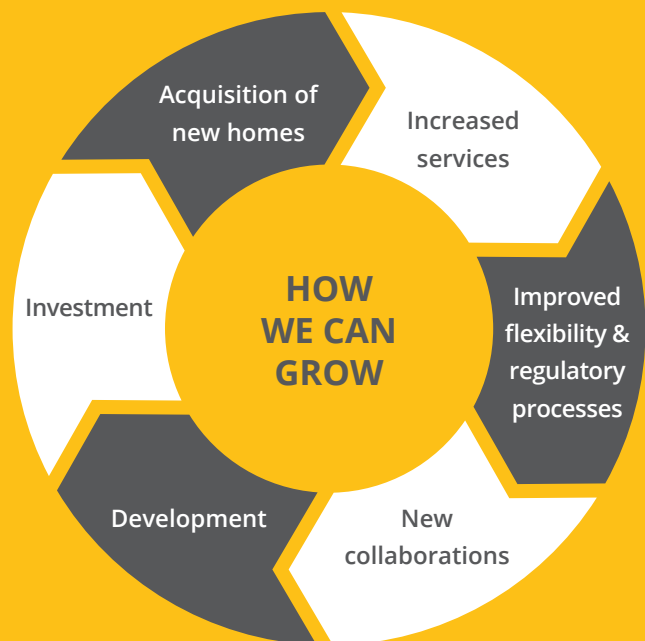 Acquisition of
new homes
Increased
services
Improved
flexibility &
regulatory
processes
New
collaborations
Development
Investment
HOW
WE CAN
GROW